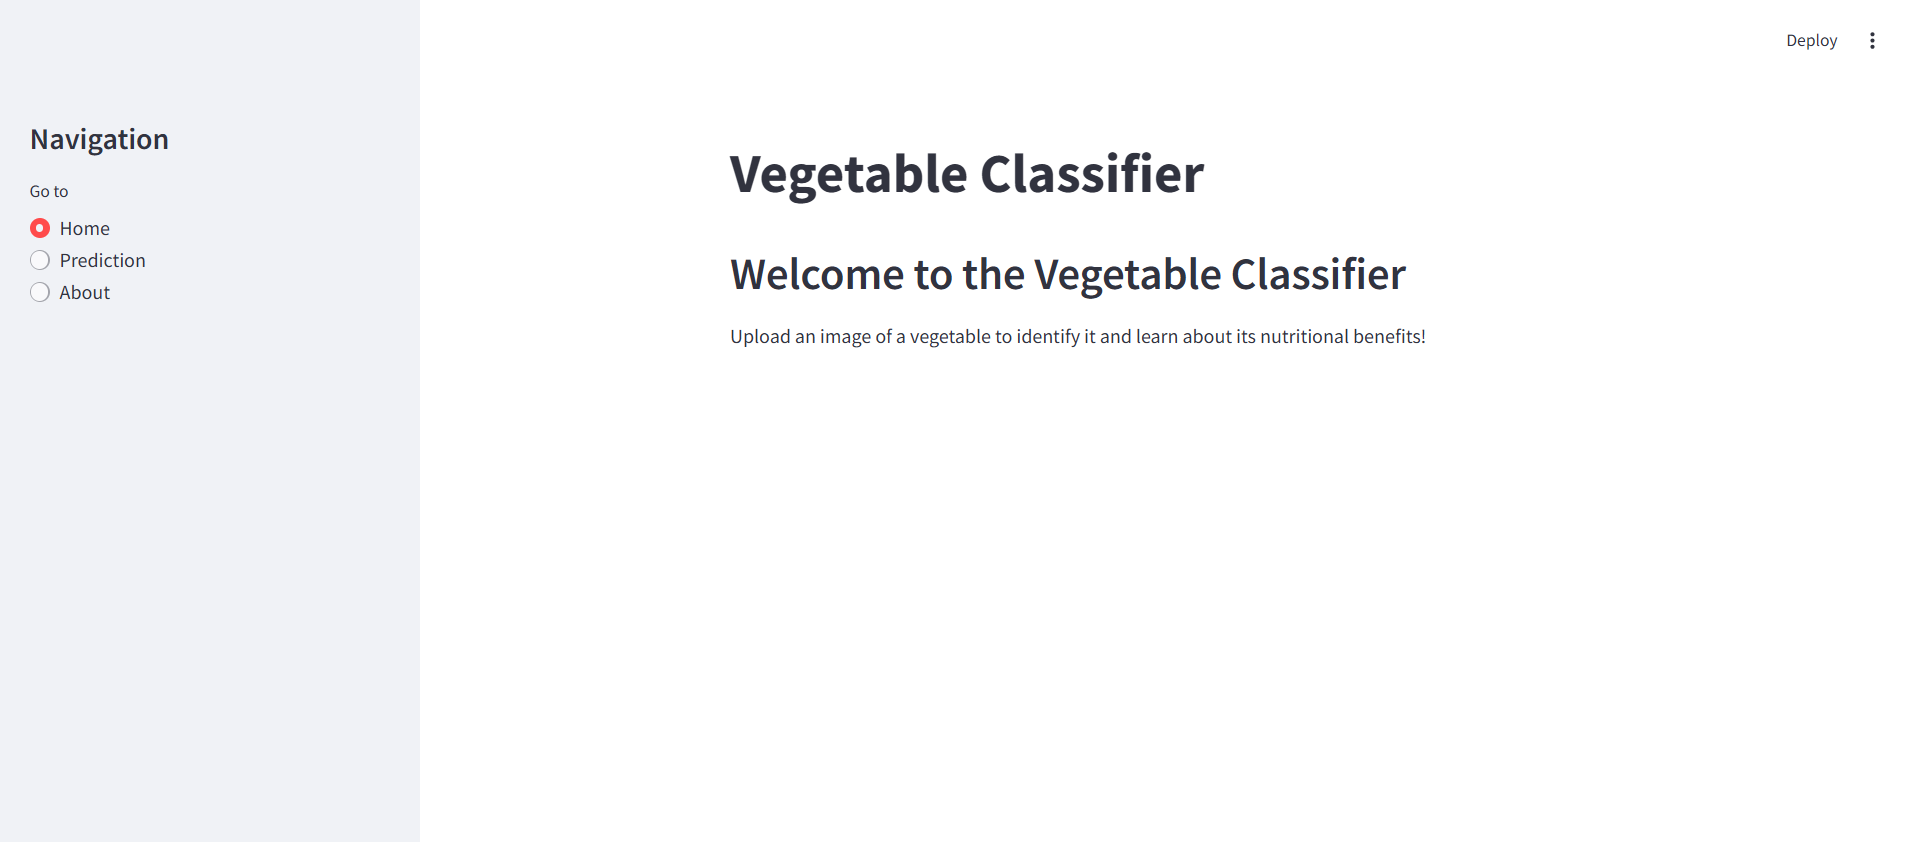 Deploy
Navigation
Go to
Home
Prediction
About
Vegetable Classifier
Welcome to the Vegetable Classifier
Upload an image of a vegetable to identify it and learn about its nutritional benefits!